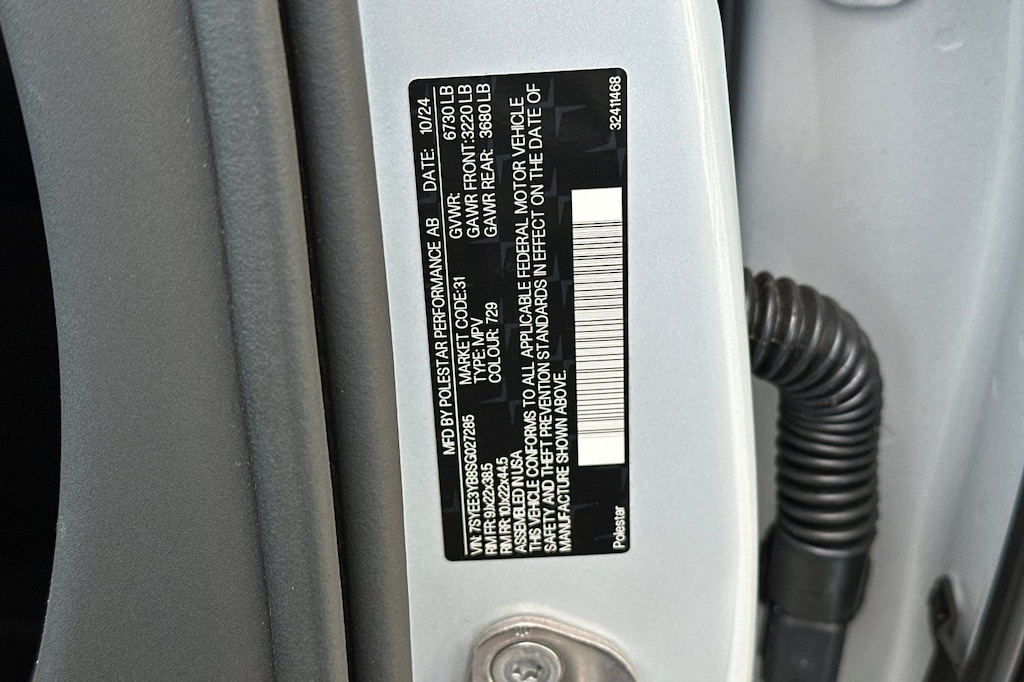 MFD BY POLESTAR PERFORMANCE AB DATE: 10/24
VIN: 7SYEE3YB8SG027285 MARKET CODE:31 GVWR: 6730 LB
RIM FR: 9Jx22x38.5 TYPE: MPV GAWR FRONT:3220 LB
RIM RR: 10Jx22x44.5 COLOUR: 729 GAWR REAR: 3680 LB
ASSEMBLED IN USA
THIS VEHICLE CONFORMS TO ALL APPLICABLE FEDERAL MOTOR VEHICLE
SAFETY AND THEFT PREVENTION STANDARDS IN EFFECT ON THE DATE OF
MANUFACTURE SHOWN ABOVE.
Polestar 32411468